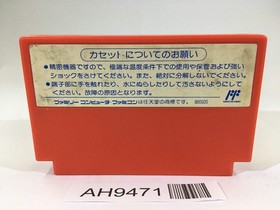 カセットについてのお願い
●精密機器ですので、極端な温度条件下での使用や保管および強い
ショックをさけてください。また、絶対に分解しないでください。
●端子部に手を触れたり、水にぬらしたりして汚さないようにして
ください。故障の原因となります。
ファミリーコンピュータ・ファミコンは任天堂の商標です。
FF
AH9471